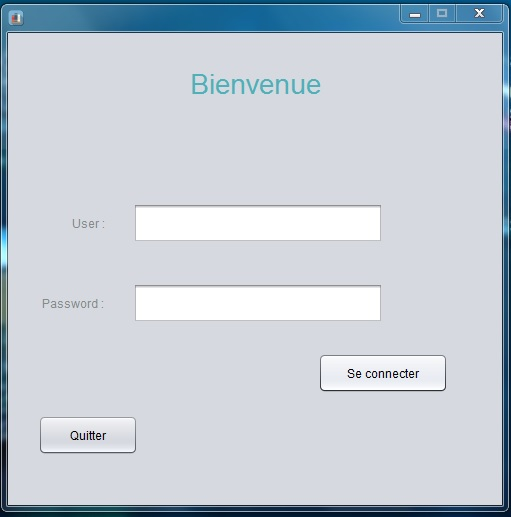 Bienvenue
User :
Password :
Se connecter
Quitter